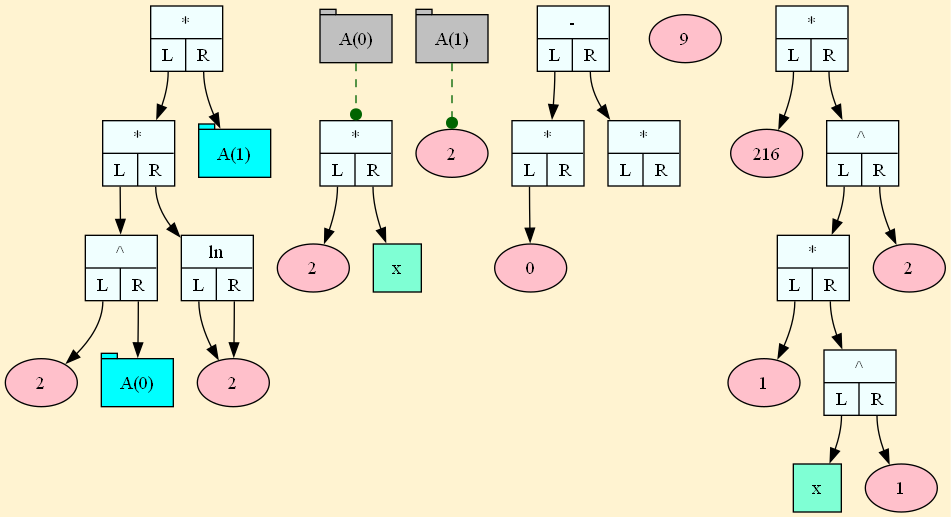 * A(0) A(1) - 9 *
L R L R L R
* A(1) * 2 * * 216 ^
L R L R L R L R L R
^ ln 2 x 0 * 2
L R L R L R
2 A(0) 2 1 ^
L R
x 1